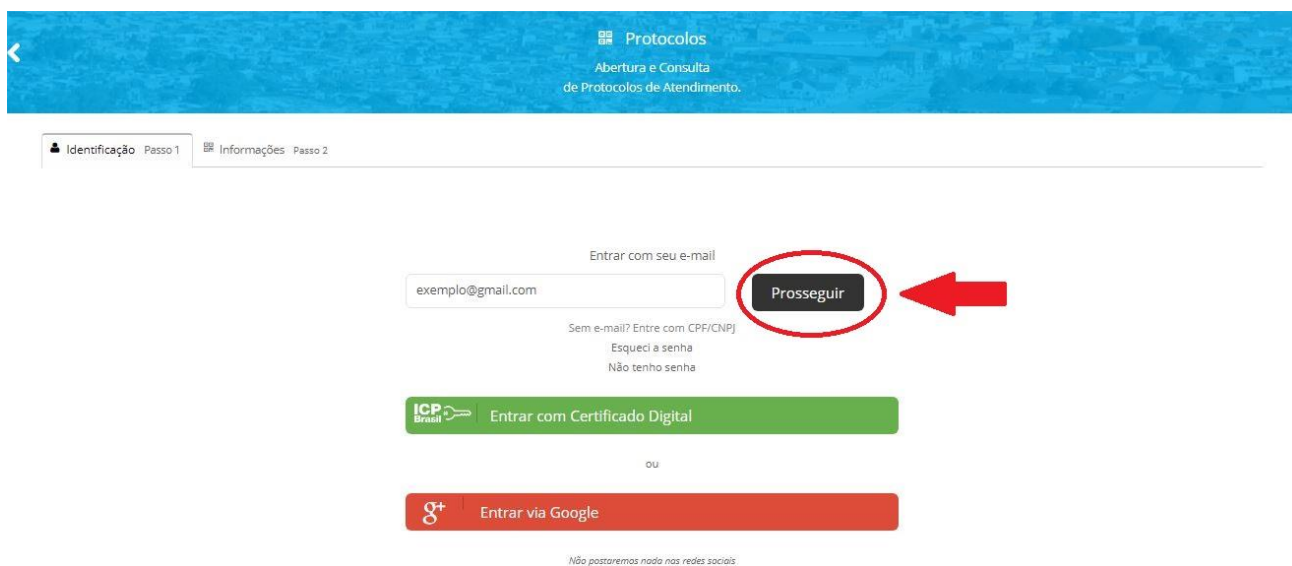 Protocolos
Abertura e Consulta
de Protocolos de Atendimento.
Identificação Passo 1 Informações Passo 2
Entrar com seu e-mail
exemplo@gmail.com Prosseguir
Sem e-mail? Entre com CPF/CNPJ
Esqueci a senha
Não tenho senha
ICP Brasil Entrar com Certificado Digital
ou
g+ Entrar via Google
Não postaremos nada nas redes sociais